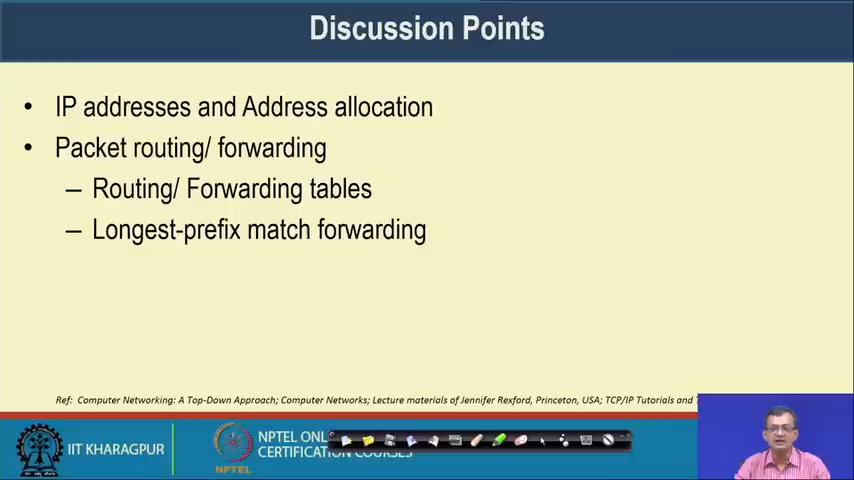 Discussion Points
• IP addresses and Address allocation
• Packet routing/ forwarding
– Routing/ Forwarding tables
– Longest-prefix match forwarding
Ref: Computer Networking: A Top-Down Approach; Computer Networks; Lecture materials of Jennifer Rexford, Princeton, USA; TCP/IP Tutorials and
IIT KHARAGPUR
NPTEL
NPTEL ONL
CERTIFICATION COURSES